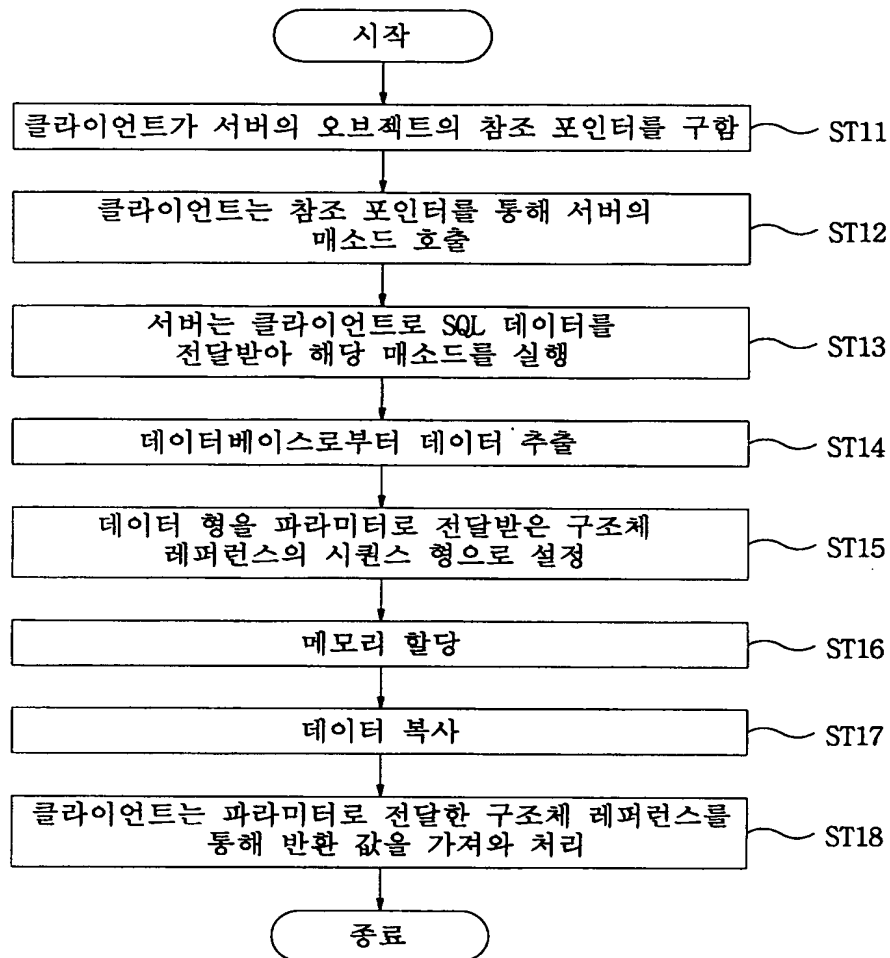 시작
클라이언트가 서버의 오브젝트의 참조 포인터를 구함
ST11
클라이언트는 참조 포인터를 통해 서버의
매소드 호출
ST12
서버는 클라이언트로 SQL 데이터를
전달받아 해당 매소드를 실행
ST13
데이터베이스로부터 데이터 추출
ST14
데이터 형을 파라미터로 전달받은 구조체
레퍼런스의 시퀀스 형으로 설정
ST15
메모리 할당
ST16
데이터 복사
ST17
클라이언트는 파라미터로 전달한 구조체 레퍼런스를
통해 반환 값을 가져와 처리
ST18
종료